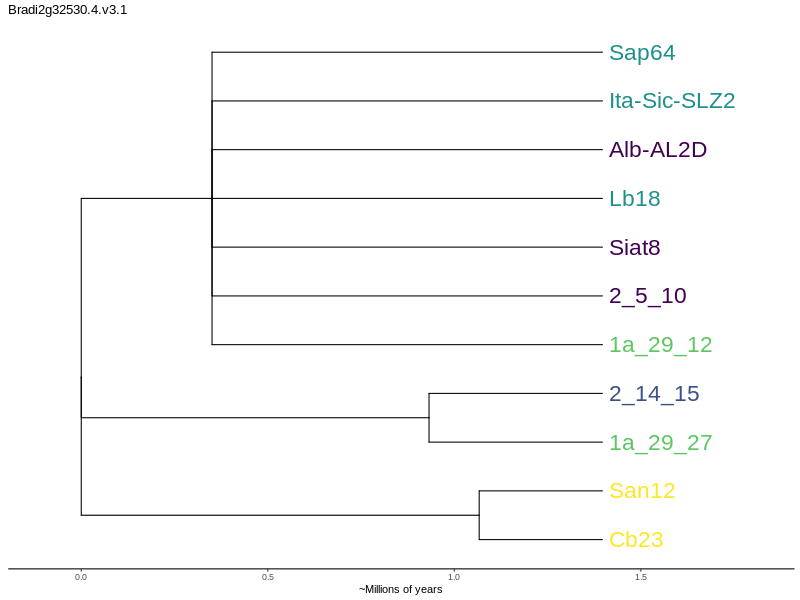 Bradi2g32530.4.v3.1
Sap64
Ita-Sic-SLZ2
Alb-AL2D
Lb18
Siat8
2_5_10
1a_29_12
2_14_15
1a_29_27
San12
Cb23
0.0 0.5 1.0 1.5
~Millions of years